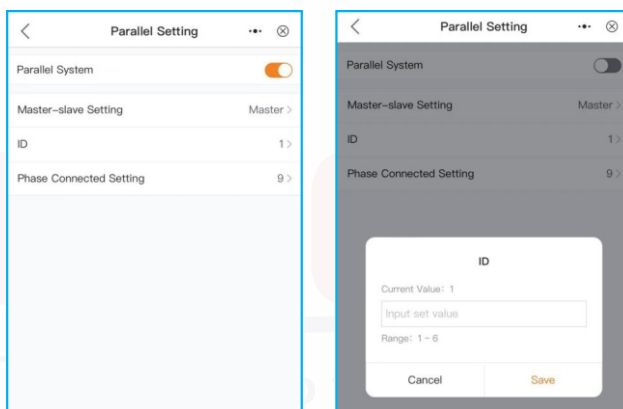 Parallel Setting
Parallel System
Master-slave Setting Master >
ID 1 >
Phase Connected Setting 9 >
Parallel Setting
Parallel System
Master-slave Setting Master >
ID 1 >
Phase Connected Setting 9 >
ID
Current Value: 1
Input set value
Range: 1 - 6
Cancel Save